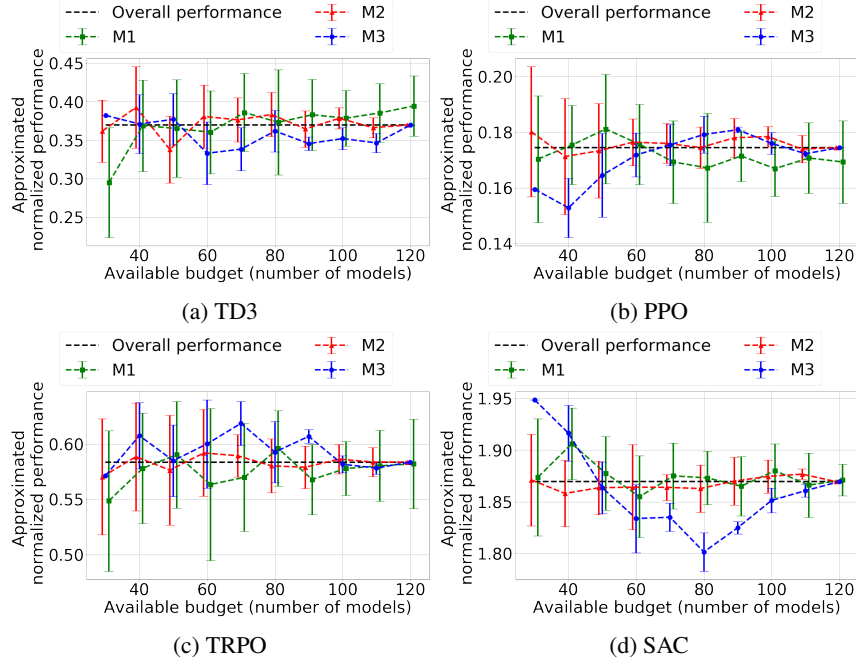 Overall performance M2
M1 M3
Approximated
normalized performance
0.45
0.40
0.35
0.30
0.25
40 60 80 100 120
Available budget (number of models)
(a) TD3
Overall performance M2
M1 M3
Approximated
normalized performance
0.20
0.18
0.16
0.14
40 60 80 100 120
Available budget (number of models)
(b) PPO
Overall performance M2
M1 M3
Approximated
normalized performance
0.60
0.55
0.50
40 60 80 100 120
Available budget (number of models)
(c) TRPO
Overall performance M2
M1 M3
Approximated
normalized performance
1.95
1.90
1.85
1.80
40 60 80 100 120
Available budget (number of models)
(d) SAC